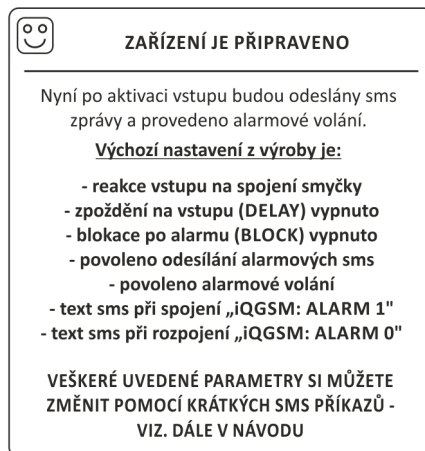 ZAŘÍZENÍ JE PŘIPRAVENO
Nyní po aktivaci vstupu budou odeslány sms
zprávy a provedeno alarmové volání.
Výchozí nastavení z výroby je:
- reakce vstupu na spojení smyčky
- zpoždění na vstupu (DELAY) vypnuto
- blokace po alarmu (BLOCK) vypnuto
- povoleno odesílání alarmových sms
- povoleno alarmové volání
- text sms při spojení „iQGSM: ALARM 1"
- text sms při rozpojení „iQGSM: ALARM 0"
VEŠKERÉ UVEDENÉ PARAMETRY SI MŮŽETE
ZMĚNIT POMOCÍ KRÁTKÝCH SMS PŘÍKAZŮ -
VIZ. DÁLE V NÁVODU